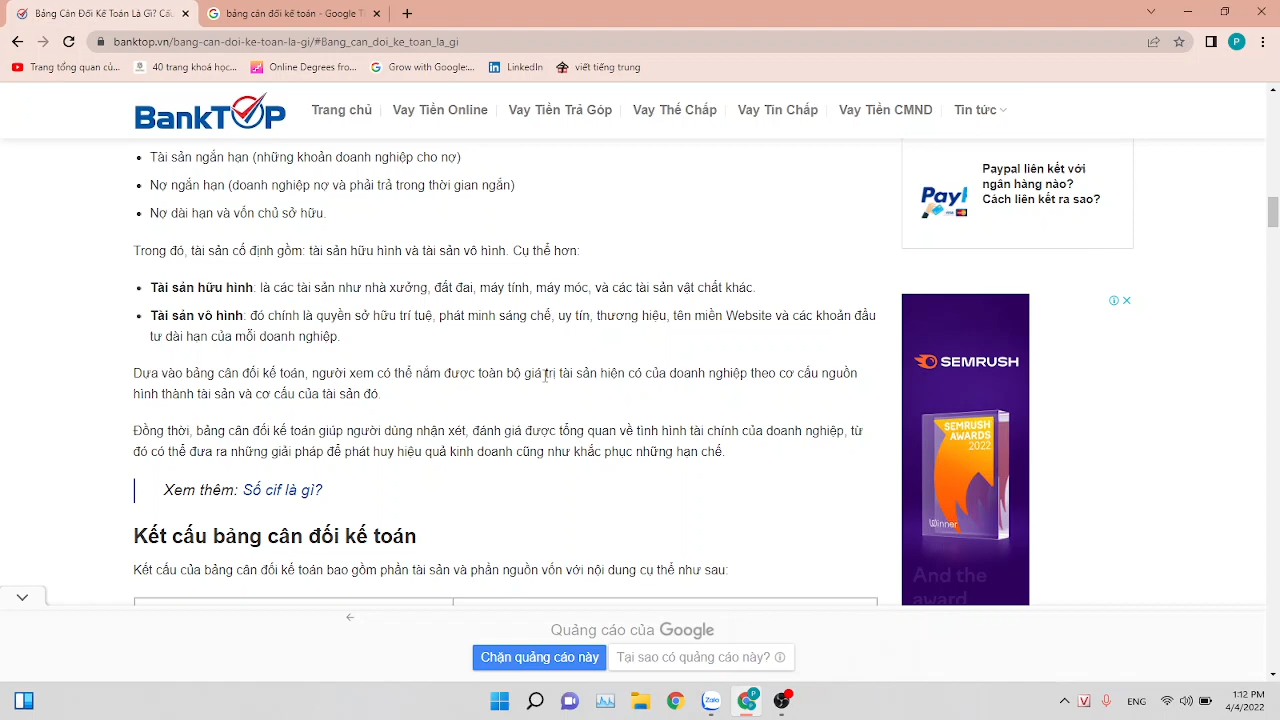 Bảng Cân Đối Kế Toán Là Gì? Cấ
bảng cân đối kế toán - Google T
banktop.vn/bang-can-doi-ke-toan-la-gi/#Bang_can_doi_ke_toan_la_gi
P
Trang tổng quan củ...
40 trang khoá học...
Online Degrees fro...
Grow with Google:...
LinkedIn
viết tiếng trung
BankTOP
Trang chủ
Vay Tiền Online
Vay Tiền Trả Góp
Vay Thế Chấp
Vay Tín Chấp
Vay Tiền CMND
Tin tức
Tài sản ngắn hạn (những khoản doanh nghiệp cho nợ)
Nợ ngắn hạn (doanh nghiệp nợ và phải trả trong thời gian ngắn)
Nợ dài hạn và vốn chủ sở hữu.
Trong đó, tài sản cố định gồm: tài sản hữu hình và tài sản vô hình. Cụ thể hơn:
Tài sản hữu hình: là các tài sản như nhà xưởng, đất đai, máy tính, máy móc, và các tài sản vật chất khác.
Tài sản vô hình: đó chính là quyền sở hữu trí tuệ, phát minh sáng chế, uy tín, thương hiệu, tên miền Website và các khoản đầu
tư dài hạn của mỗi doanh nghiệp.
Dựa vào bảng cân đối kế toán, người xem có thể nắm được toàn bộ giá trị tài sản hiện có của doanh nghiệp theo cơ cấu nguồn
hình thành tài sản và cơ cấu của tài sản đó.
Đồng thời, bảng cân đối kế toán giúp người dùng nhận xét, đánh giá được tổng quan về tình hình tài chính của doanh nghiệp, từ
đó có thể đưa ra những giải pháp để phát huy hiệu quả kinh doanh cũng như khắc phục những hạn chế.
Xem thêm: Số cif là gì?
Kết cấu bảng cân đối kế toán
Kết cấu của bảng cân đối kế toán bao gồm phần tài sản và phần nguồn vốn với nội dung cụ thể như sau:
Payl
Paypal liên kết với
ngân hàng nào?
Cách liên kết ra sao?
SEMRUSH
SEMRUSH
AWARDS
2022
Winner
And the
award
Quảng cáo của Google
Chặn quảng cáo này
Tại sao có quảng cáo này?
Zalo
P
V
ENG
1:12 PM
4/4/2022